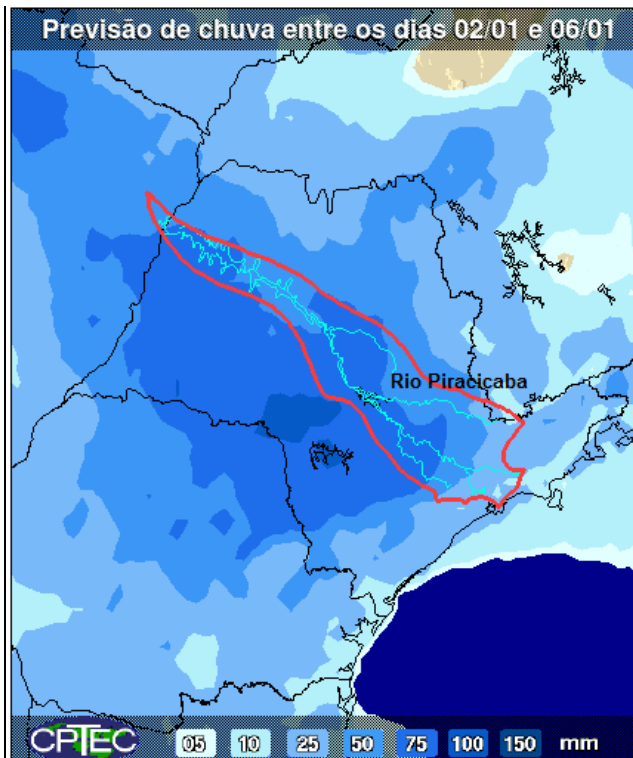 Previsão de chuva entre os dias 02/01 e 06/01
Rio Piracicaba
CPTEC 05 10 25 50 75 100 150 mm